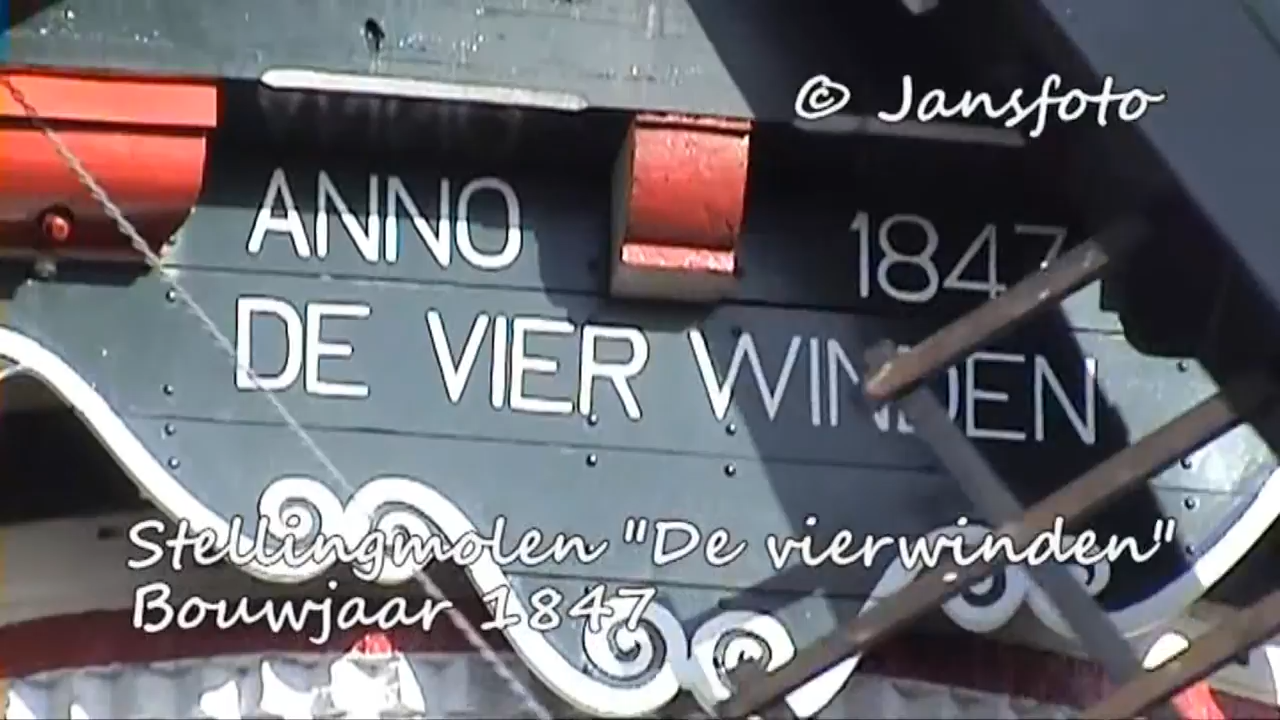 © Jansfoto
ANNO 1847
DE VIER WINDEN
Stellingmolen "De vierwinden"
Bouwjaar 1847